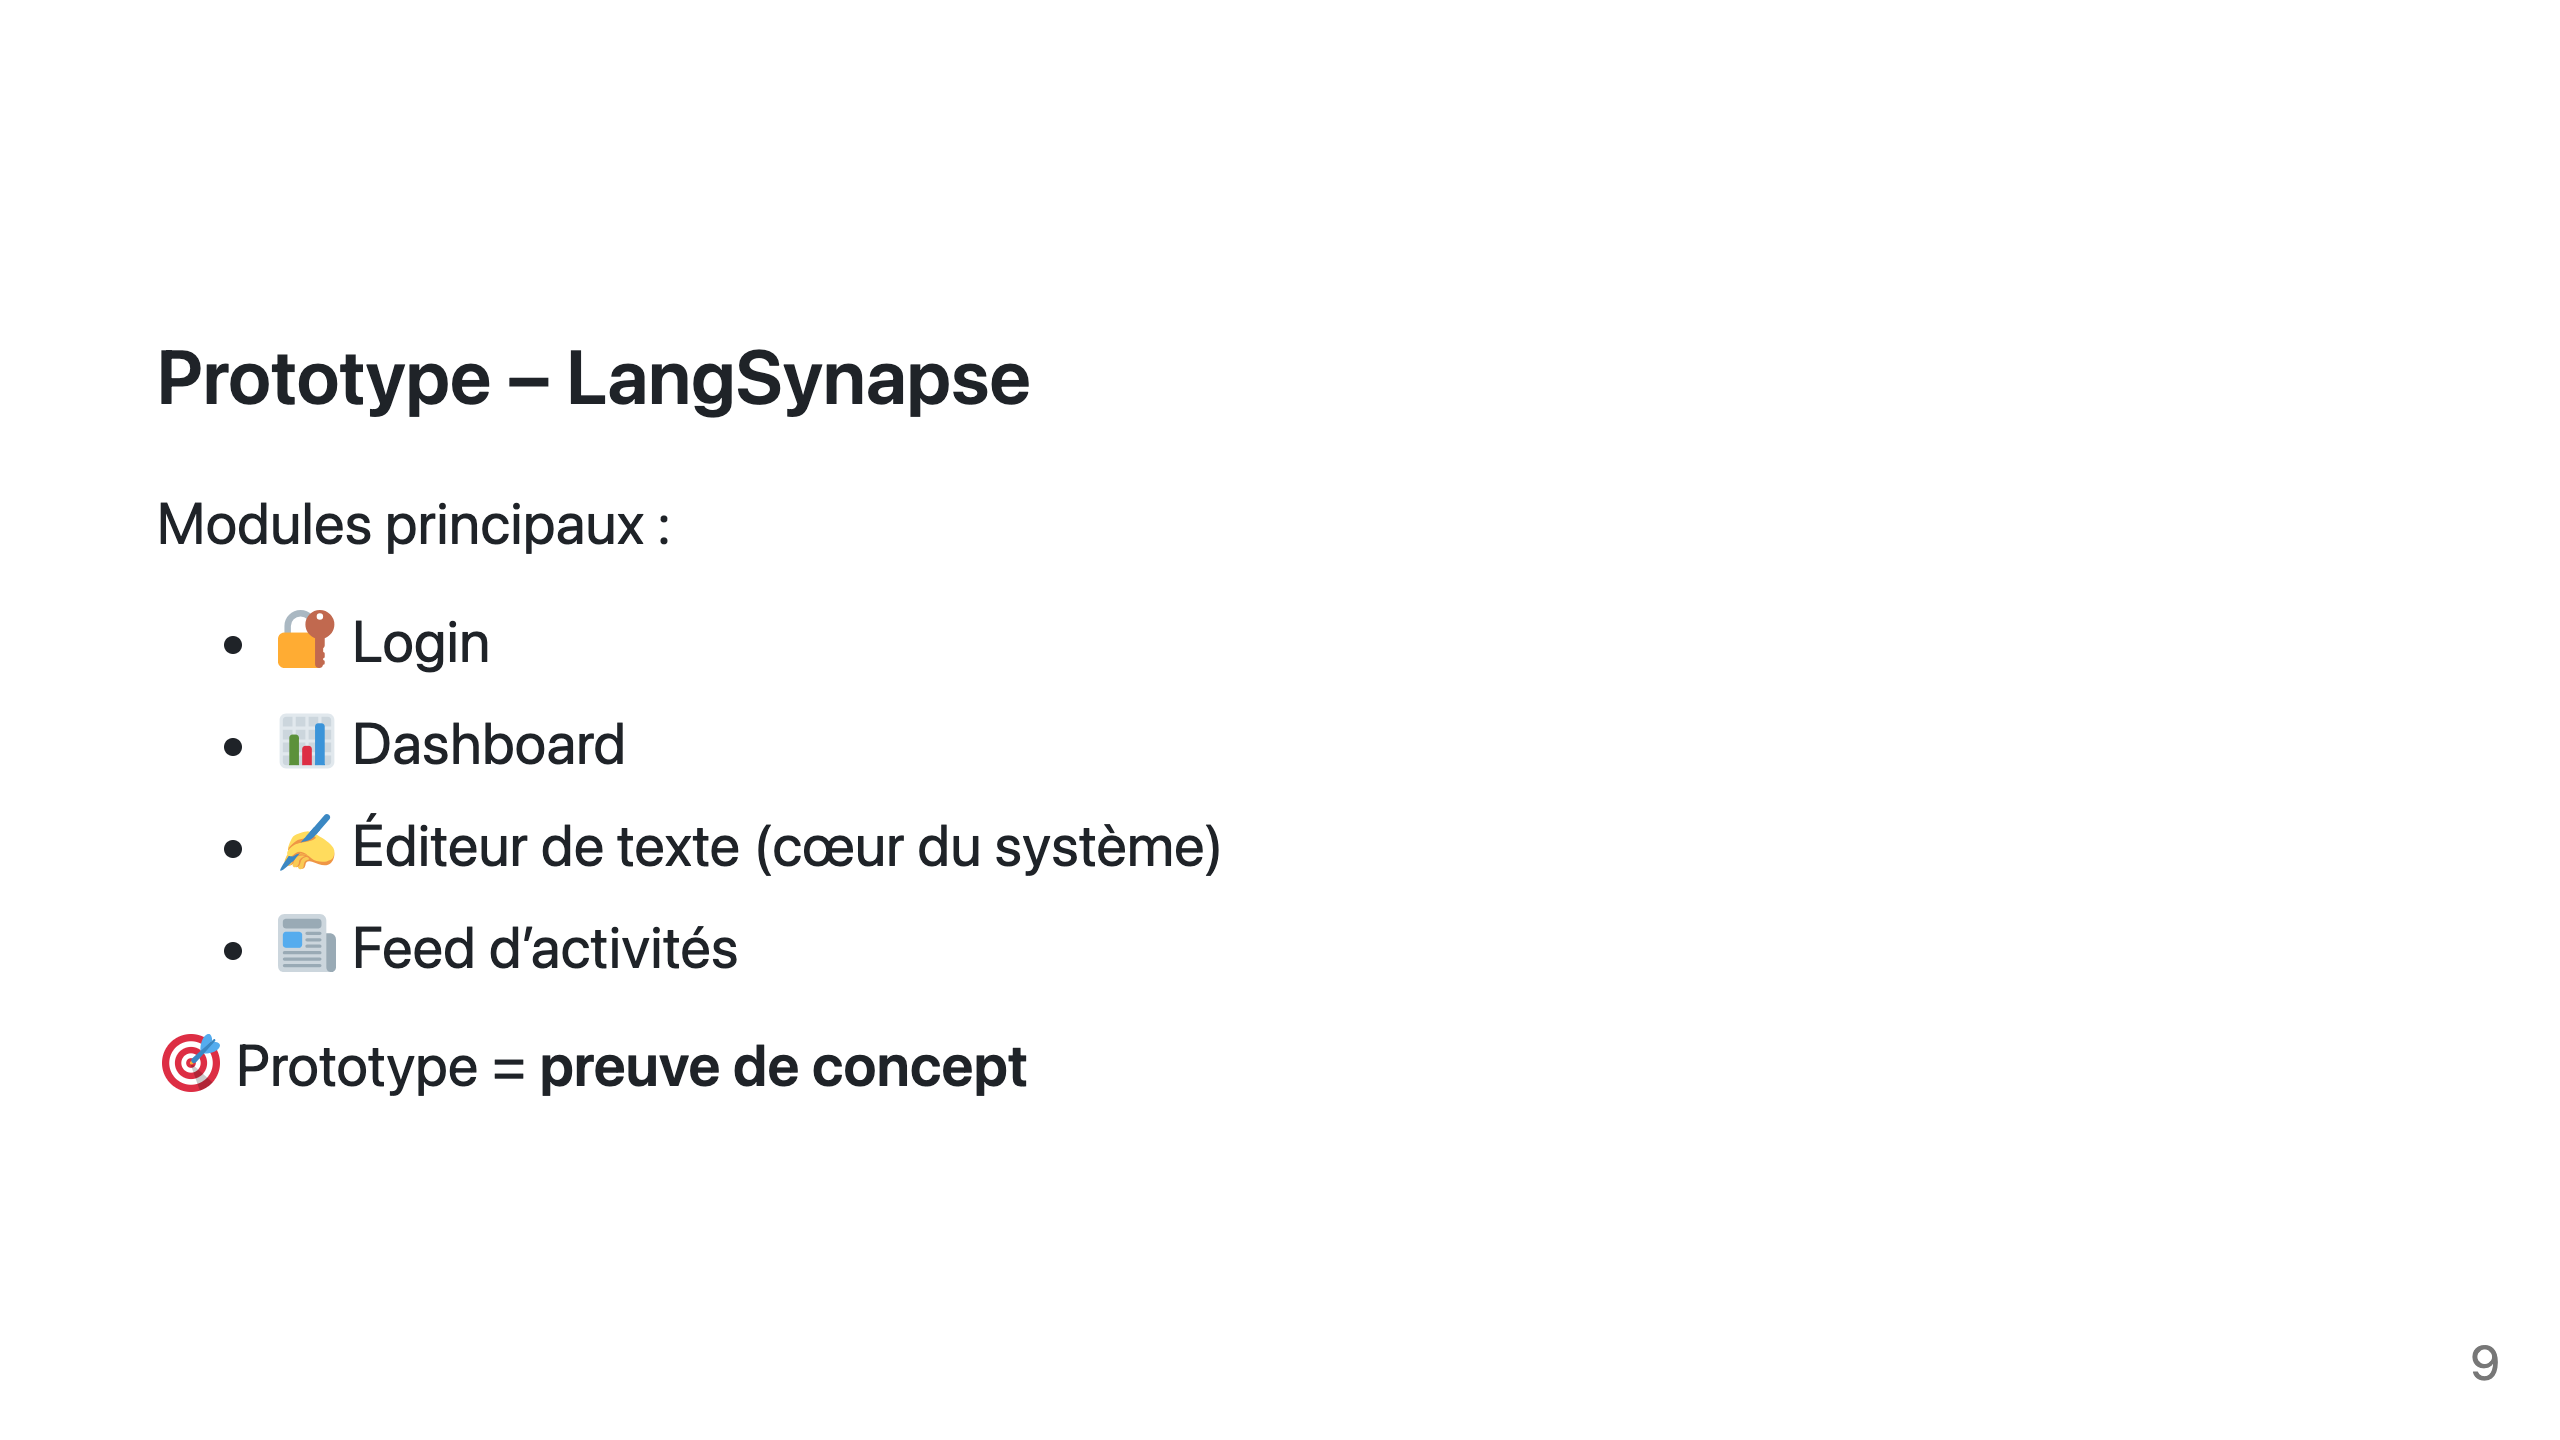 Prototype – LangSynapse
Modules principaux :
• 🔐 Login
• 📊 Dashboard
• ✍️ Éditeur de texte (cœur du système)
• 📰 Feed d’activités
🎯 Prototype = preuve de concept
9